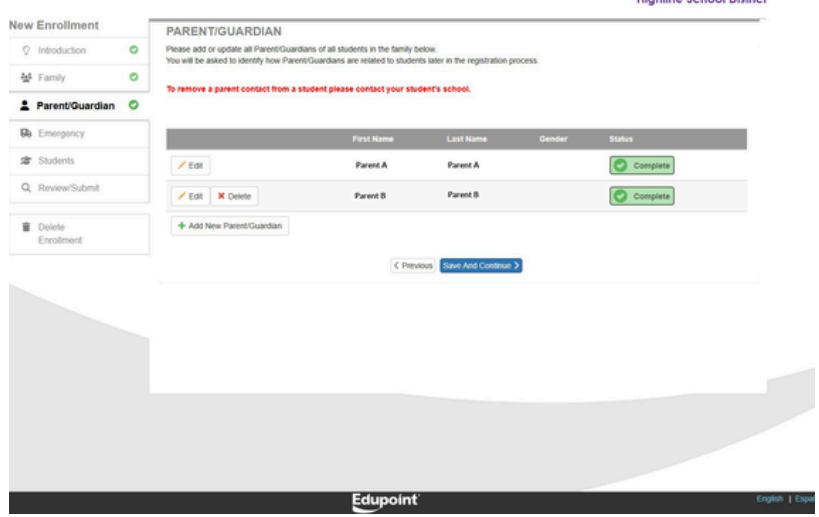 Highline School District
New Enrollment
Introduction
Family
Parent/Guardian
Emergency
Students
Review/Submit
Delete
Enrollment
PARENT/GUARDIAN
Please add or update all Parent/Guardians of all students in the family below.
You will be asked to identify how Parent/Guardians are related to students later in the registration process.
To remove a parent contact from a student please contact your student's school.
First Name Last Name Gender Status
Edit Parent A Parent A Complete
Edit Delete Parent B Parent B Complete
Add New Parent/Guardian
Previous Save And Continue
Edupoint
English | Españ